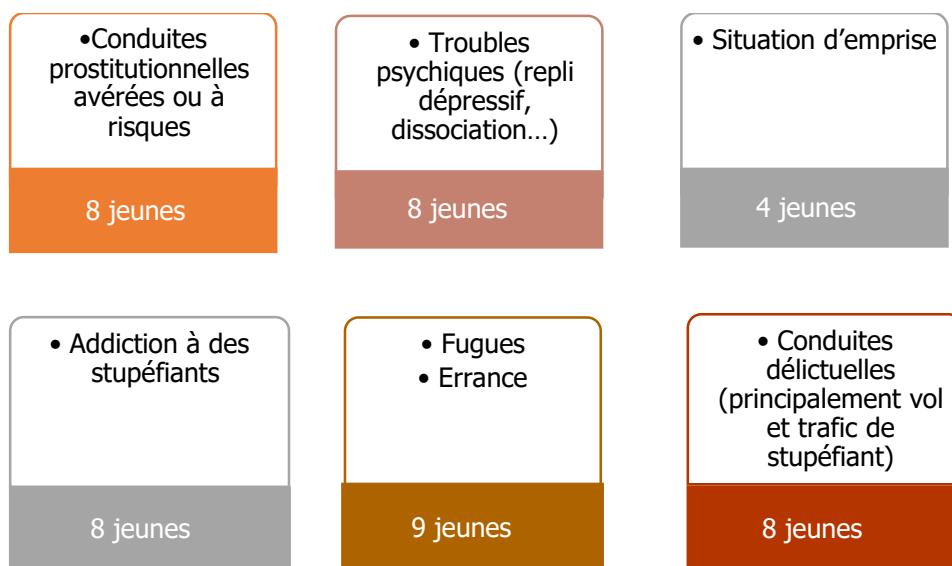 •Conduites
prostitutionnelles
avérées ou à
risques
8 jeunes
• Troubles
psychiques (repli
dépressif,
dissociation…)
8 jeunes
• Situation d’emprise
4 jeunes
• Addiction à des
stupéfiants
8 jeunes
• Fugues
• Errance
9 jeunes
• Conduites
délictuelles
(principalement vol
et trafic de
stupéfiant)
8 jeunes